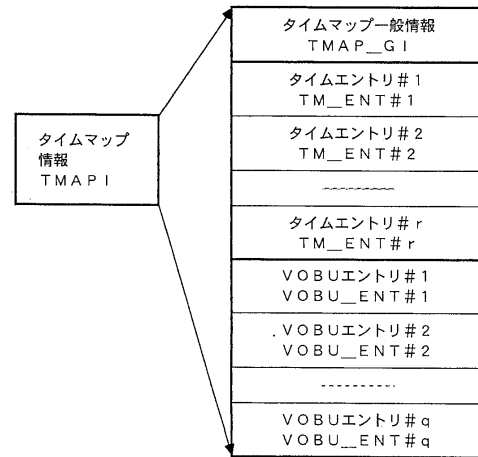 タイムマップ
情報
ＴＭＡＰＩ
タイムマップ一般情報
ＴＭＡＰ＿ＧＩ
タイムエントリ＃１
ＴＭ＿ＥＮＴ＃１
タイムエントリ＃２
ＴＭ＿ＥＮＴ＃２
タイムエントリ＃ｒ
ＴＭ＿ＥＮＴ＃ｒ
ＶＯＢＵエントリ＃１
ＶＯＢＵ＿ＥＮＴ＃１
ＶＯＢＵエントリ＃２
ＶＯＢＵ＿ＥＮＴ＃２
ＶＯＢＵエントリ＃ｑ
ＶＯＢＵ＿ＥＮＴ＃ｑ